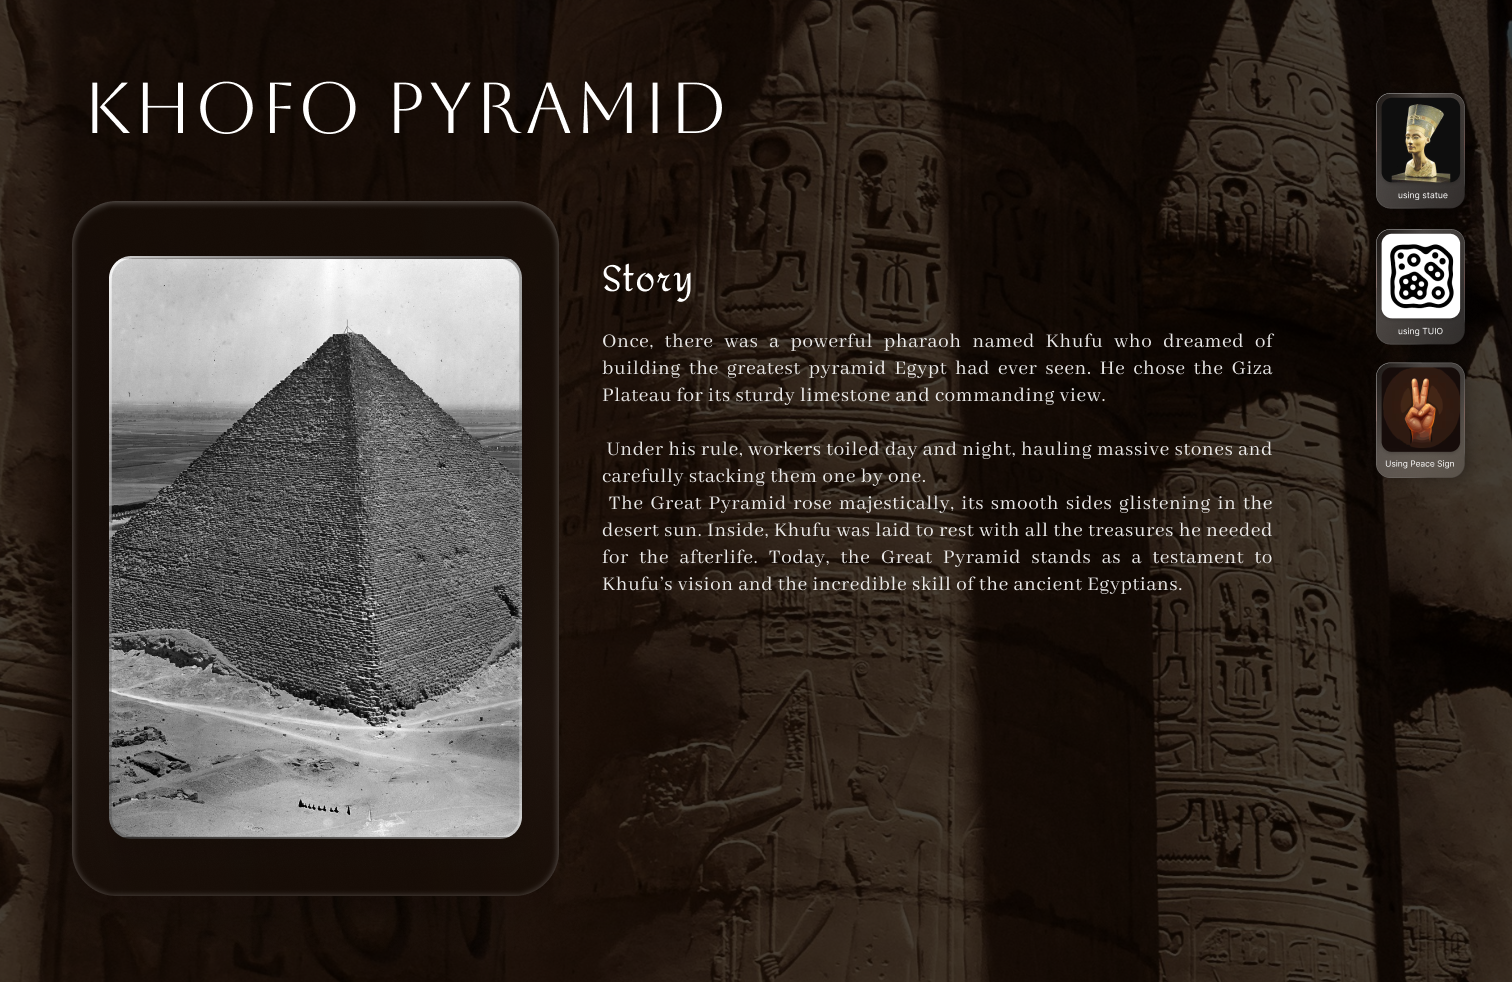 KHOFO PYRAMID
Story
Once, there was a powerful pharaoh named Khufu who dreamed of
building the greatest pyramid Egypt had ever seen. He chose the Giza
Plateau for its sturdy limestone and commanding view.
Under his rule, workers toiled day and night, hauling massive stones and
carefully stacking them one by one.
The Great Pyramid rose majestically, its smooth sides glistening in the
desert sun. Inside, Khufu was laid to rest with all the treasures he needed
for the afterlife. Today, the Great Pyramid stands as a testament to
Khufu’s vision and the incredible skill of the ancient Egyptians.
using statue
using TUIO
Using Peace Sign